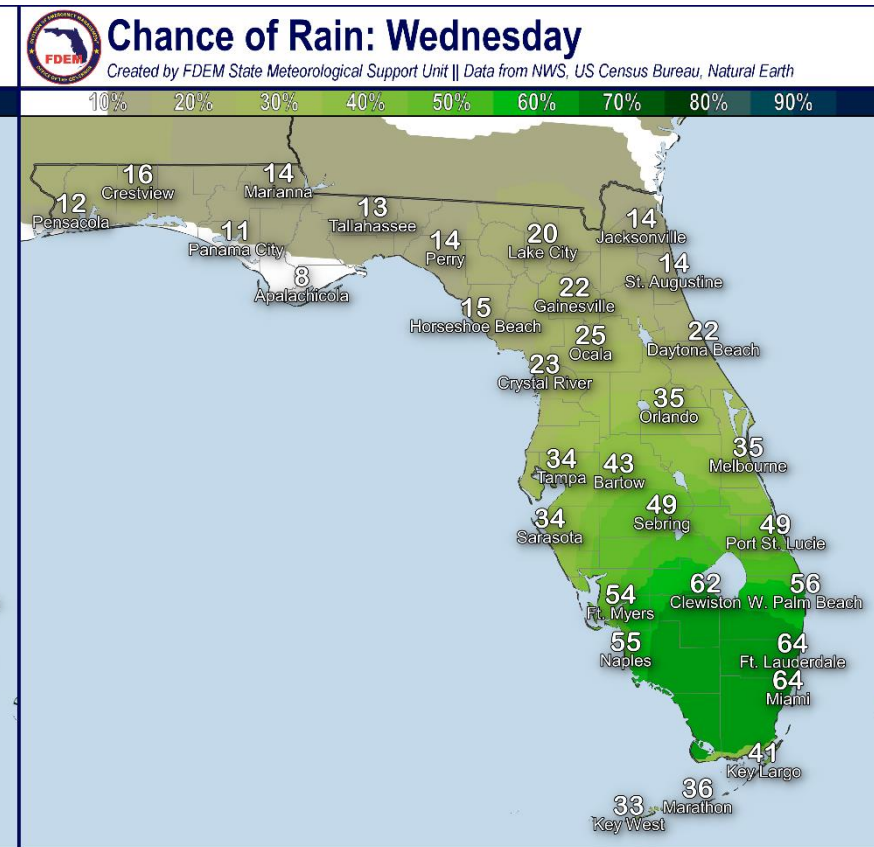 FDEM
Chance of Rain: Wednesday
Created by FDEM State Meteorological Support Unit || Data from NWS, US Census Bureau, Natural Earth
10% 20% 30% 40% 50% 60% 70% 80% 90%
16
Crestview
14
Marianna
12
Pensacola
13
Tallahassee
11
Panama City
14
Perry
20
Lake City
14
Jacksonville
8
Apalachicola
14
St. Augustine
22
Gainesville
15
Horseshoe Beach
25
Ocala
22
Daytona Beach
23
Crystal River
35
Orlando
34
Tampa
43
Bartow
35
Melbourne
34
Sarasota
49
Sebring
49
Port St. Lucie
54
Ft. Myers
62
Clewiston
56
W. Palm Beach
55
Naples
64
Ft. Lauderdale
64
Miami
41
Key Largo
36
Marathon
33
Key West